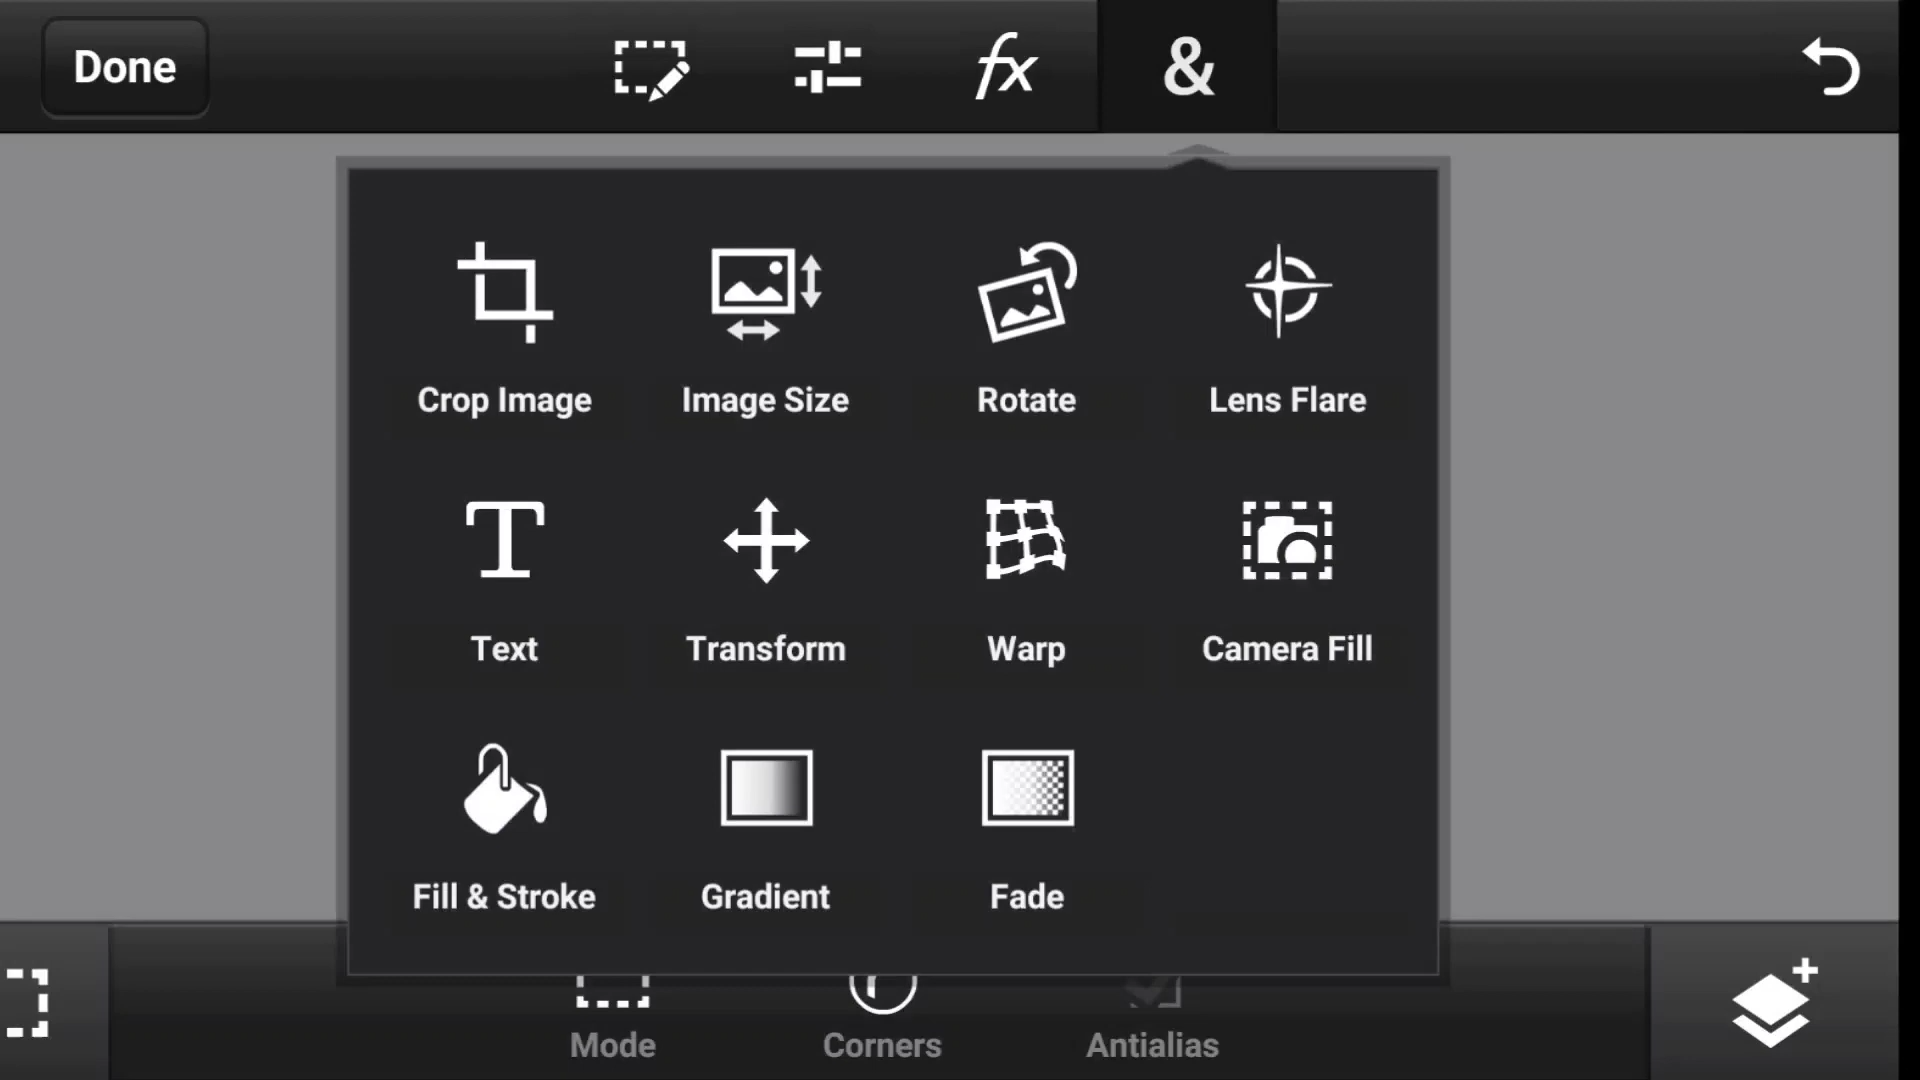 Done
fx
&
Crop Image
Image Size
Rotate
Lens Flare
Text
Transform
Warp
Camera Fill
Fill & Stroke
Gradient
Fade
Mode
Corners
Antialias